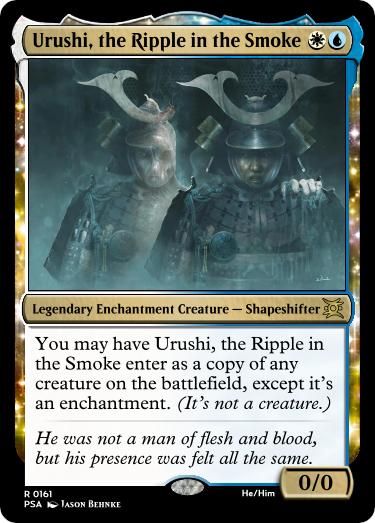 Urushi, the Ripple in the Smoke
Legendary Enchantment Creature — Shapeshifter
You may have Urushi, the Ripple in
the Smoke enter as a copy of any
creature on the battlefield, except it's
an enchantment. (It's not a creature.)
He was not a man of flesh and blood,
but his presence was felt all the same.
0/0
R 0161
He/Him
PSA Jason Behnke